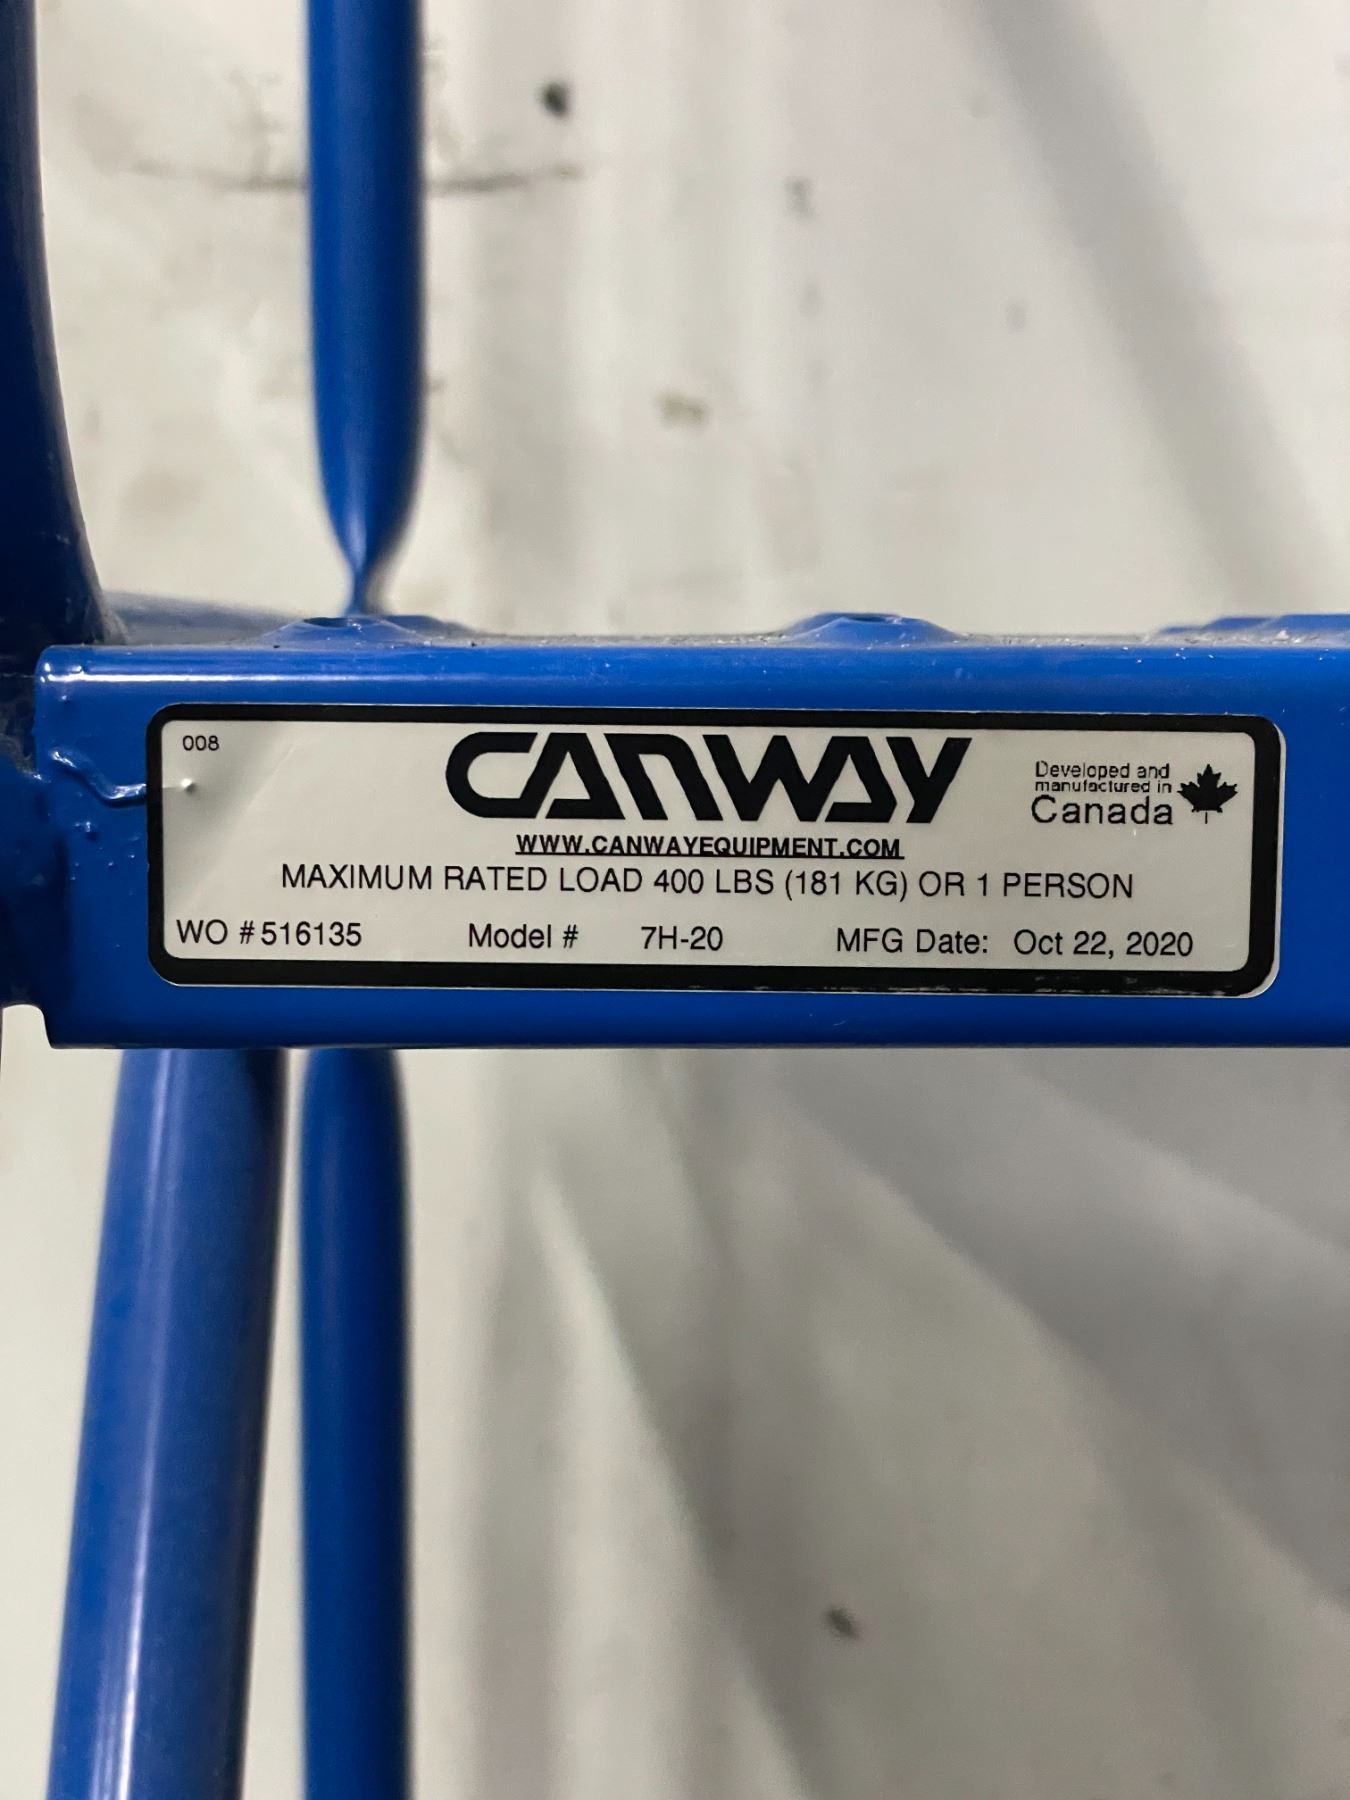 008
CANWAY
Developed and
manufactured in
Canada
WWW.CANWAYEQUIPMENT.COM
MAXIMUM RATED LOAD 400 LBS (181 KG) OR 1 PERSON
WO # 516135 Model # 7H-20 MFG Date: Oct 22, 2020